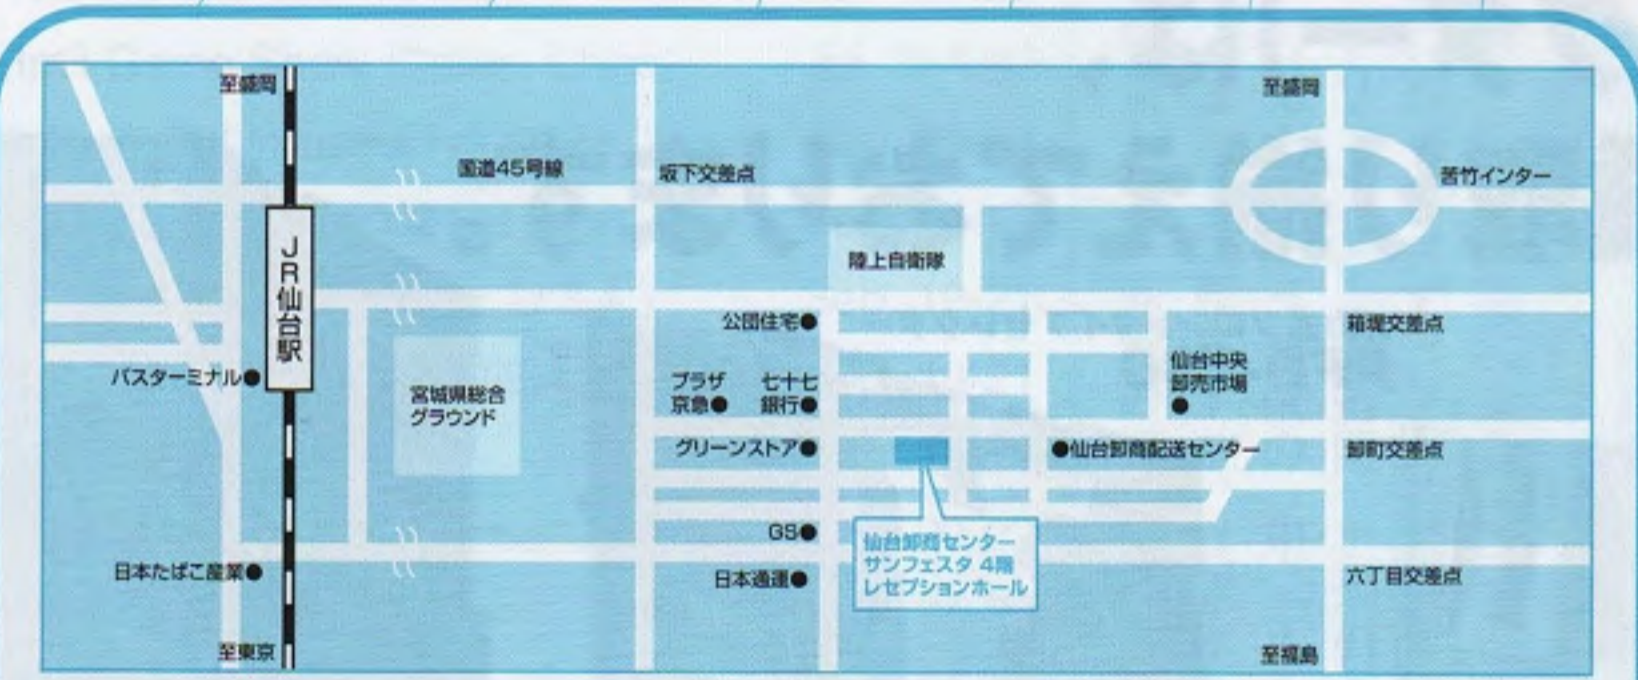 至盛岡
至盛岡
国道45号線
坂下交差点
苦竹インター
JR仙台駅
陸上自衛隊
公団住宅●
箱堤交差点
バスターミナル●
宮城県総合
グラウンド
プラザ
京急●
七十七
銀行●
仙台中央
卸売市場
●
グリーンストア●
●仙台卸商配送センター
卸町交差点
GS●
仙台卸商センター
サンフェスタ 4階
レセプションホール
日本たばこ産業●
日本通運●
六丁目交差点
至東京
至福島